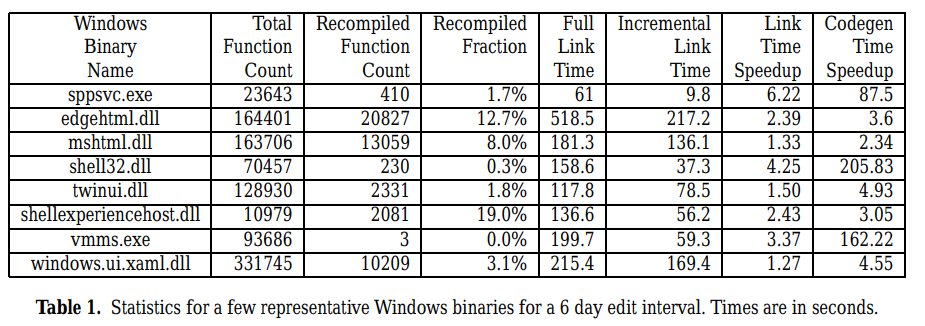 Windows Total Recompiled Recompiled Full Incremental Link Codegen
Binary Function Function Fraction Link Link Time Time
Name Count Count Time Time Speedup Speedup
sppsvc.exe 23643 410 1.7% 61 9.8 6.22 87.5
edgehtml.dll 164401 20827 12.7% 518.5 217.2 2.39 3.6
mshtml.dll 163706 13059 8.0% 181.3 136.1 1.33 2.34
shell32.dll 70457 230 0.3% 158.6 37.3 4.25 205.83
twinui.dll 128930 2331 1.8% 117.8 78.5 1.50 4.93
shellexperiencehost.dll 10979 2081 19.0% 136.6 56.2 2.43 3.05
vmms.exe 93686 3 0.0% 199.7 59.3 3.37 162.22
windows.ui.xaml.dll 331745 10209 3.1% 215.4 169.4 1.27 4.55
Table 1. Statistics for a few representative Windows binaries for a 6 day edit interval. Times are in seconds.